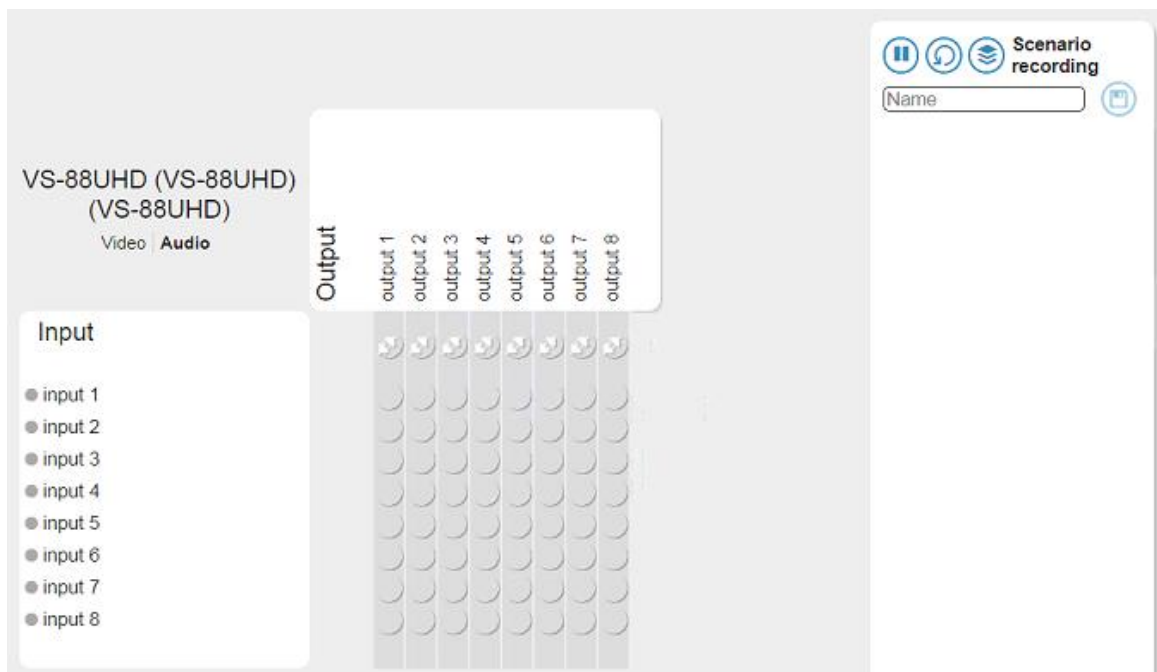 Scenario
recording
Name
VS-88UHD (VS-88UHD)
(VS-88UHD)
Video Audio
Output
output 1
output 2
output 3
output 4
output 5
output 6
output 7
output 8
Input
input 1
input 2
input 3
input 4
input 5
input 6
input 7
input 8